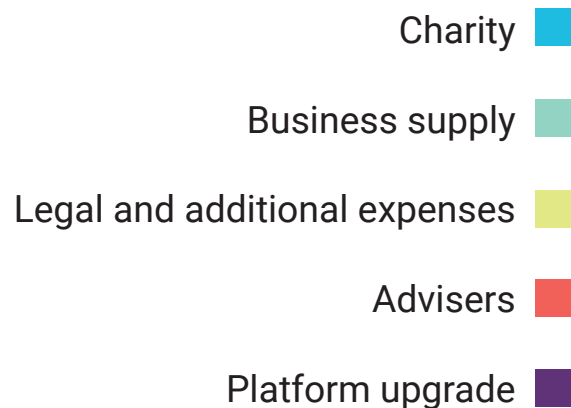 Charity
Business supply
Legal and additional expenses
Advisers
Platform upgrade